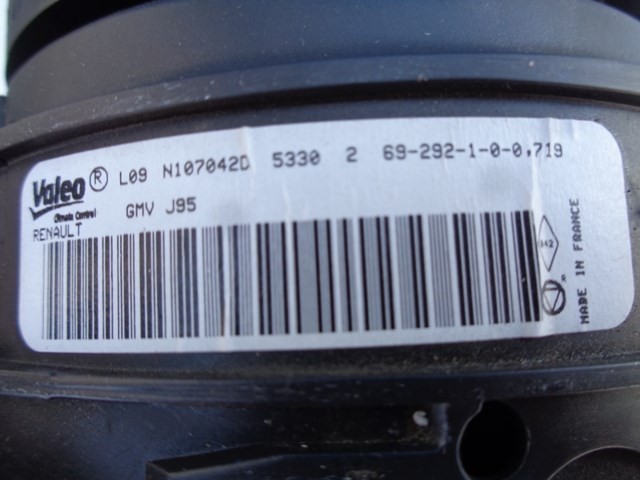 Valeo® L09 N107042D 5330 2 69-292-1-0-0,719
Climate Control GMV J95
RENAULT
MADE IN FRANCE